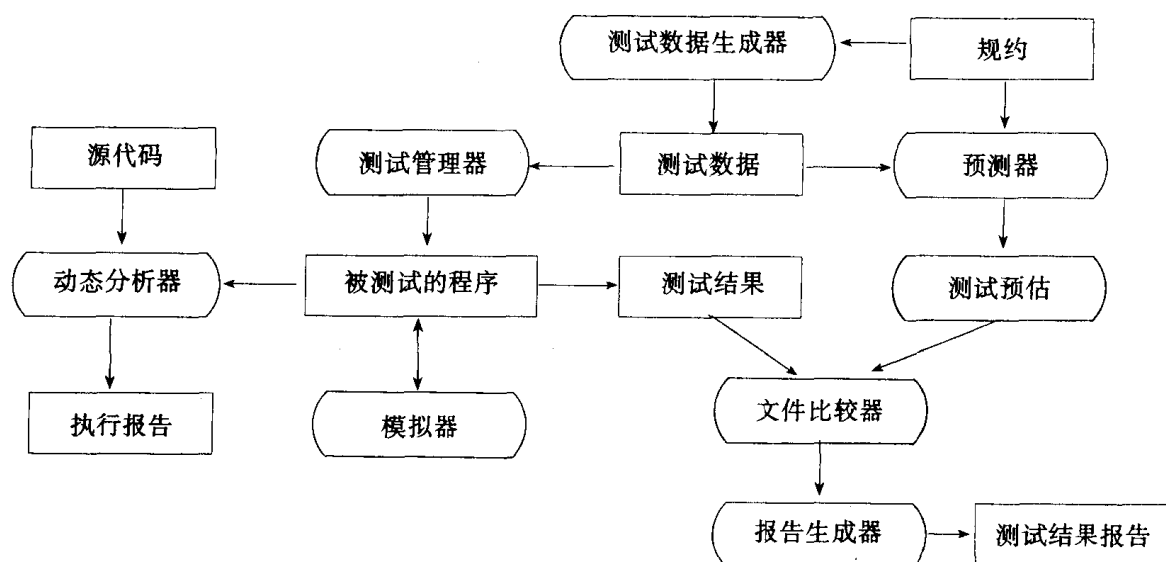 测试数据生成器
规约
源代码
测试管理器
测试数据
预测器
动态分析器
被测试的程序
测试结果
测试预估
执行报告
模拟器
文件比较器
报告生成器
测试结果报告